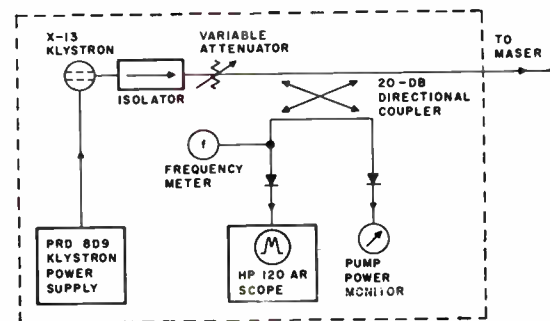 X-13
KLYSTRON
VARIABLE
ATTENUATOR
TO
MASER
ISOLATOR
20-DB
DIRECTIONAL
COUPLER
f
FREQUENCY
METER
PRD 809
KLYSTRON
POWER
SUPPLY
HP 120 AR
SCOPE
PUMP
POWER
MONITOR